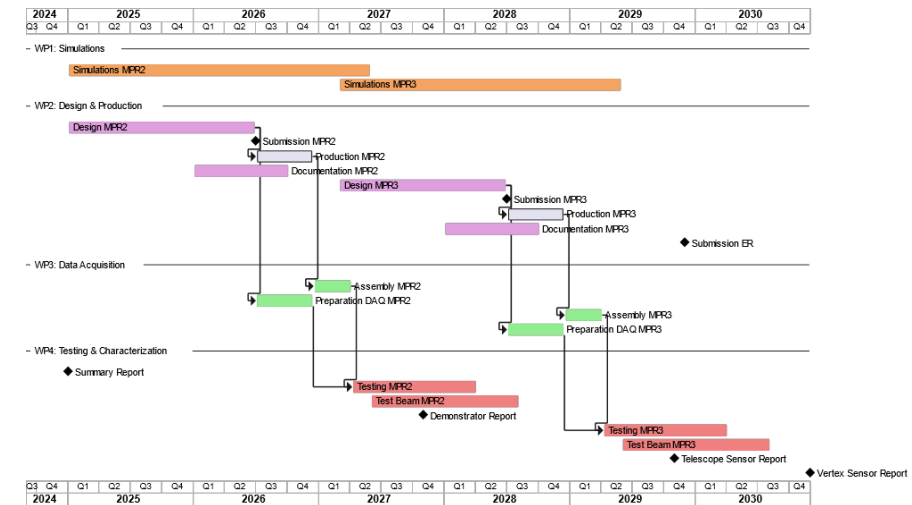 2024 2025 2026 2027 2028 2029 2030
Q3 Q4 Q1 Q2 Q3 Q4 Q1 Q2 Q3 Q4 Q1 Q2 Q3 Q4 Q1 Q2 Q3 Q4 Q1 Q2 Q3 Q4 Q1 Q2 Q3 Q4
WP1: Simulations
Simulations MPR2
Simulations MPR3
WP2: Design & Production
Design MPR2
Submission MPR2
Production MPR2
Documentation MPR2
Design MPR3
Submission MPR3
Production MPR3
Documentation MPR3
Submission ER
WP3: Data Acquisition
Assembly MPR2
Preparation DAQ MPR2
Assembly MPR3
Preparation DAQ MPR3
WP4: Testing & Characterization
Summary Report
Testing MPR2
Test Beam MPR2
Demonstrator Report
Testing MPR3
Test Beam MPR3
Telescope Sensor Report
Vertex Sensor Report
Q3 Q4 Q1 Q2 Q3 Q4 Q1 Q2 Q3 Q4 Q1 Q2 Q3 Q4 Q1 Q2 Q3 Q4 Q1 Q2 Q3 Q4 Q1 Q2 Q3 Q4
2024 2025 2026 2027 2028 2029 2030